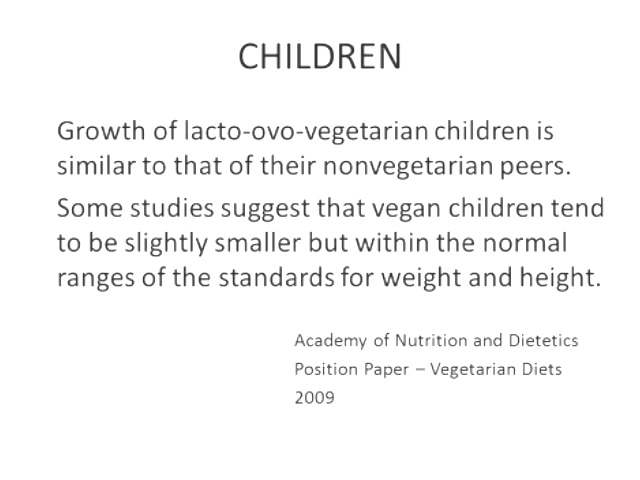 CHILDREN
Growth of lacto-ovo-vegetarian children is
similar to that of their nonvegetarian peers.
Some studies suggest that vegan children tend
to be slightly smaller but within the normal
ranges of the standards for weight and height.
Academy of Nutrition and Dietetics
Position Paper – Vegetarian Diets
2009